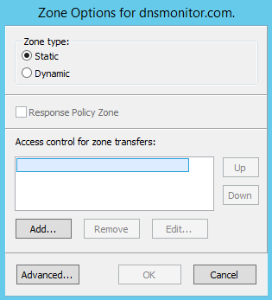 Zone Options for dnsmonitor.com.
Zone type:
Static
Dynamic
Response Policy Zone
Access control for zone transfers:
Up
Down
Add... Remove Edit...
Advanced... OK Cancel